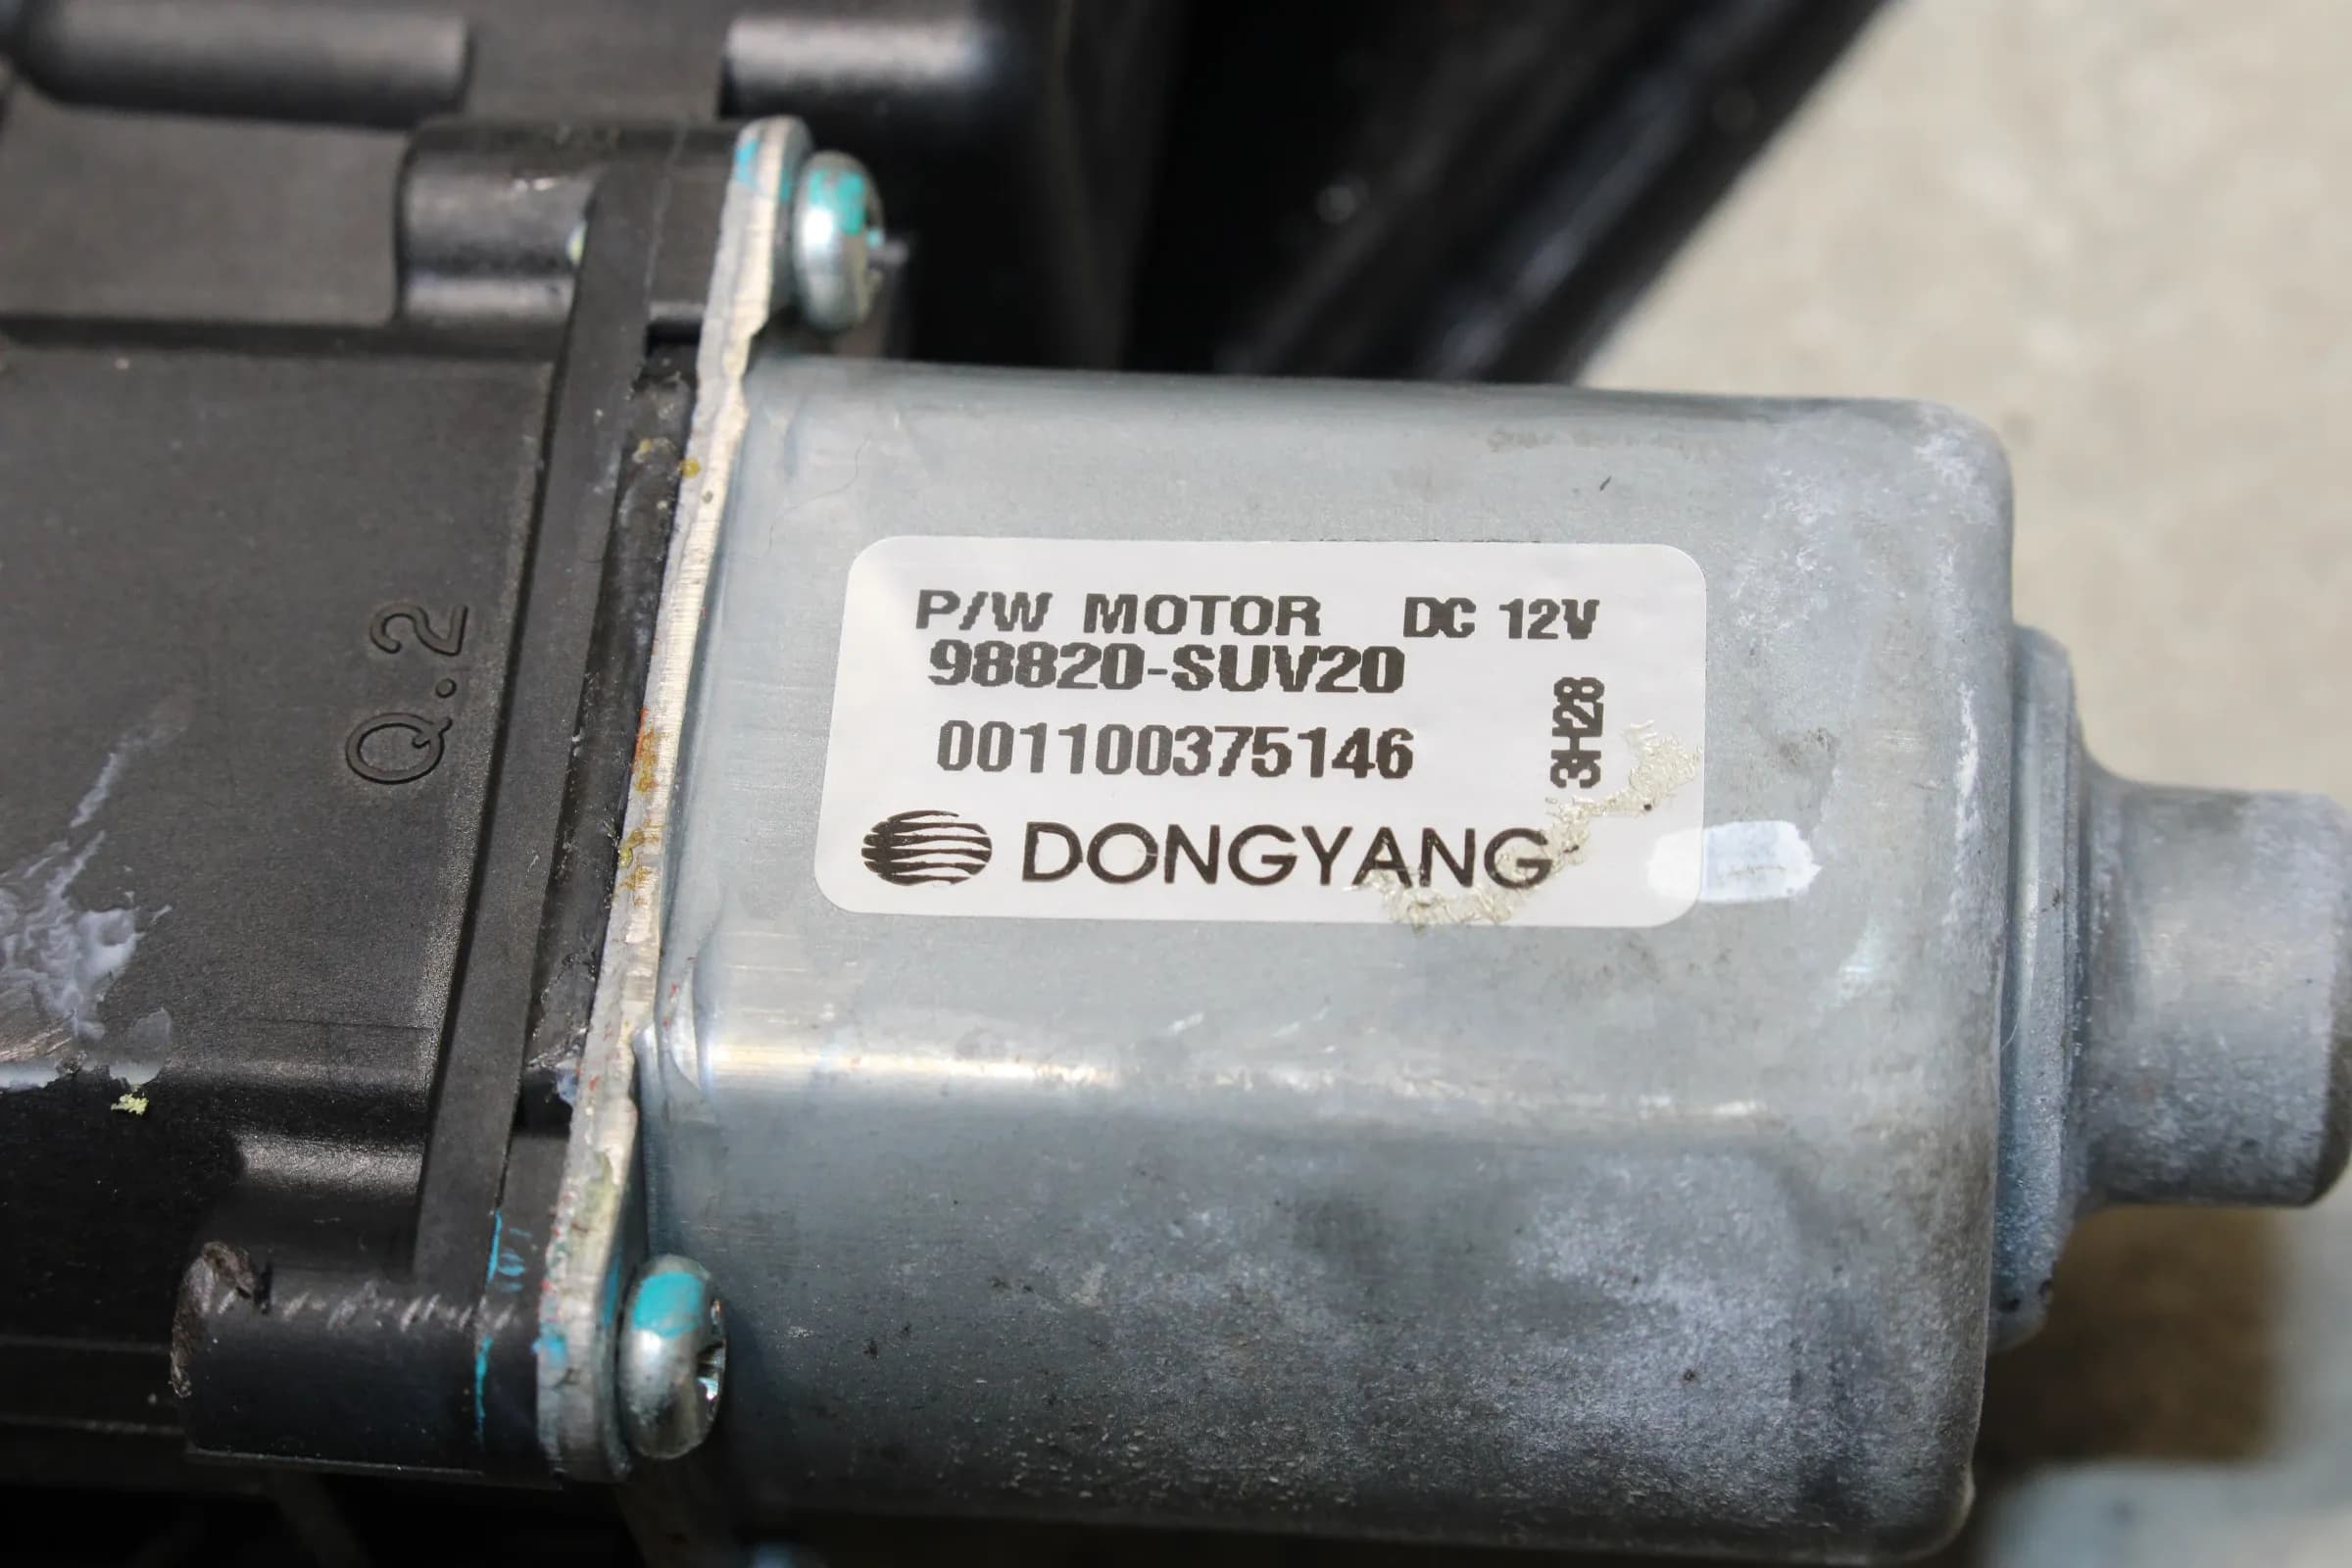 P/W MOTOR DC 12V
98820-SUV20
001100375146
3H28
DONGYANG
Q.2